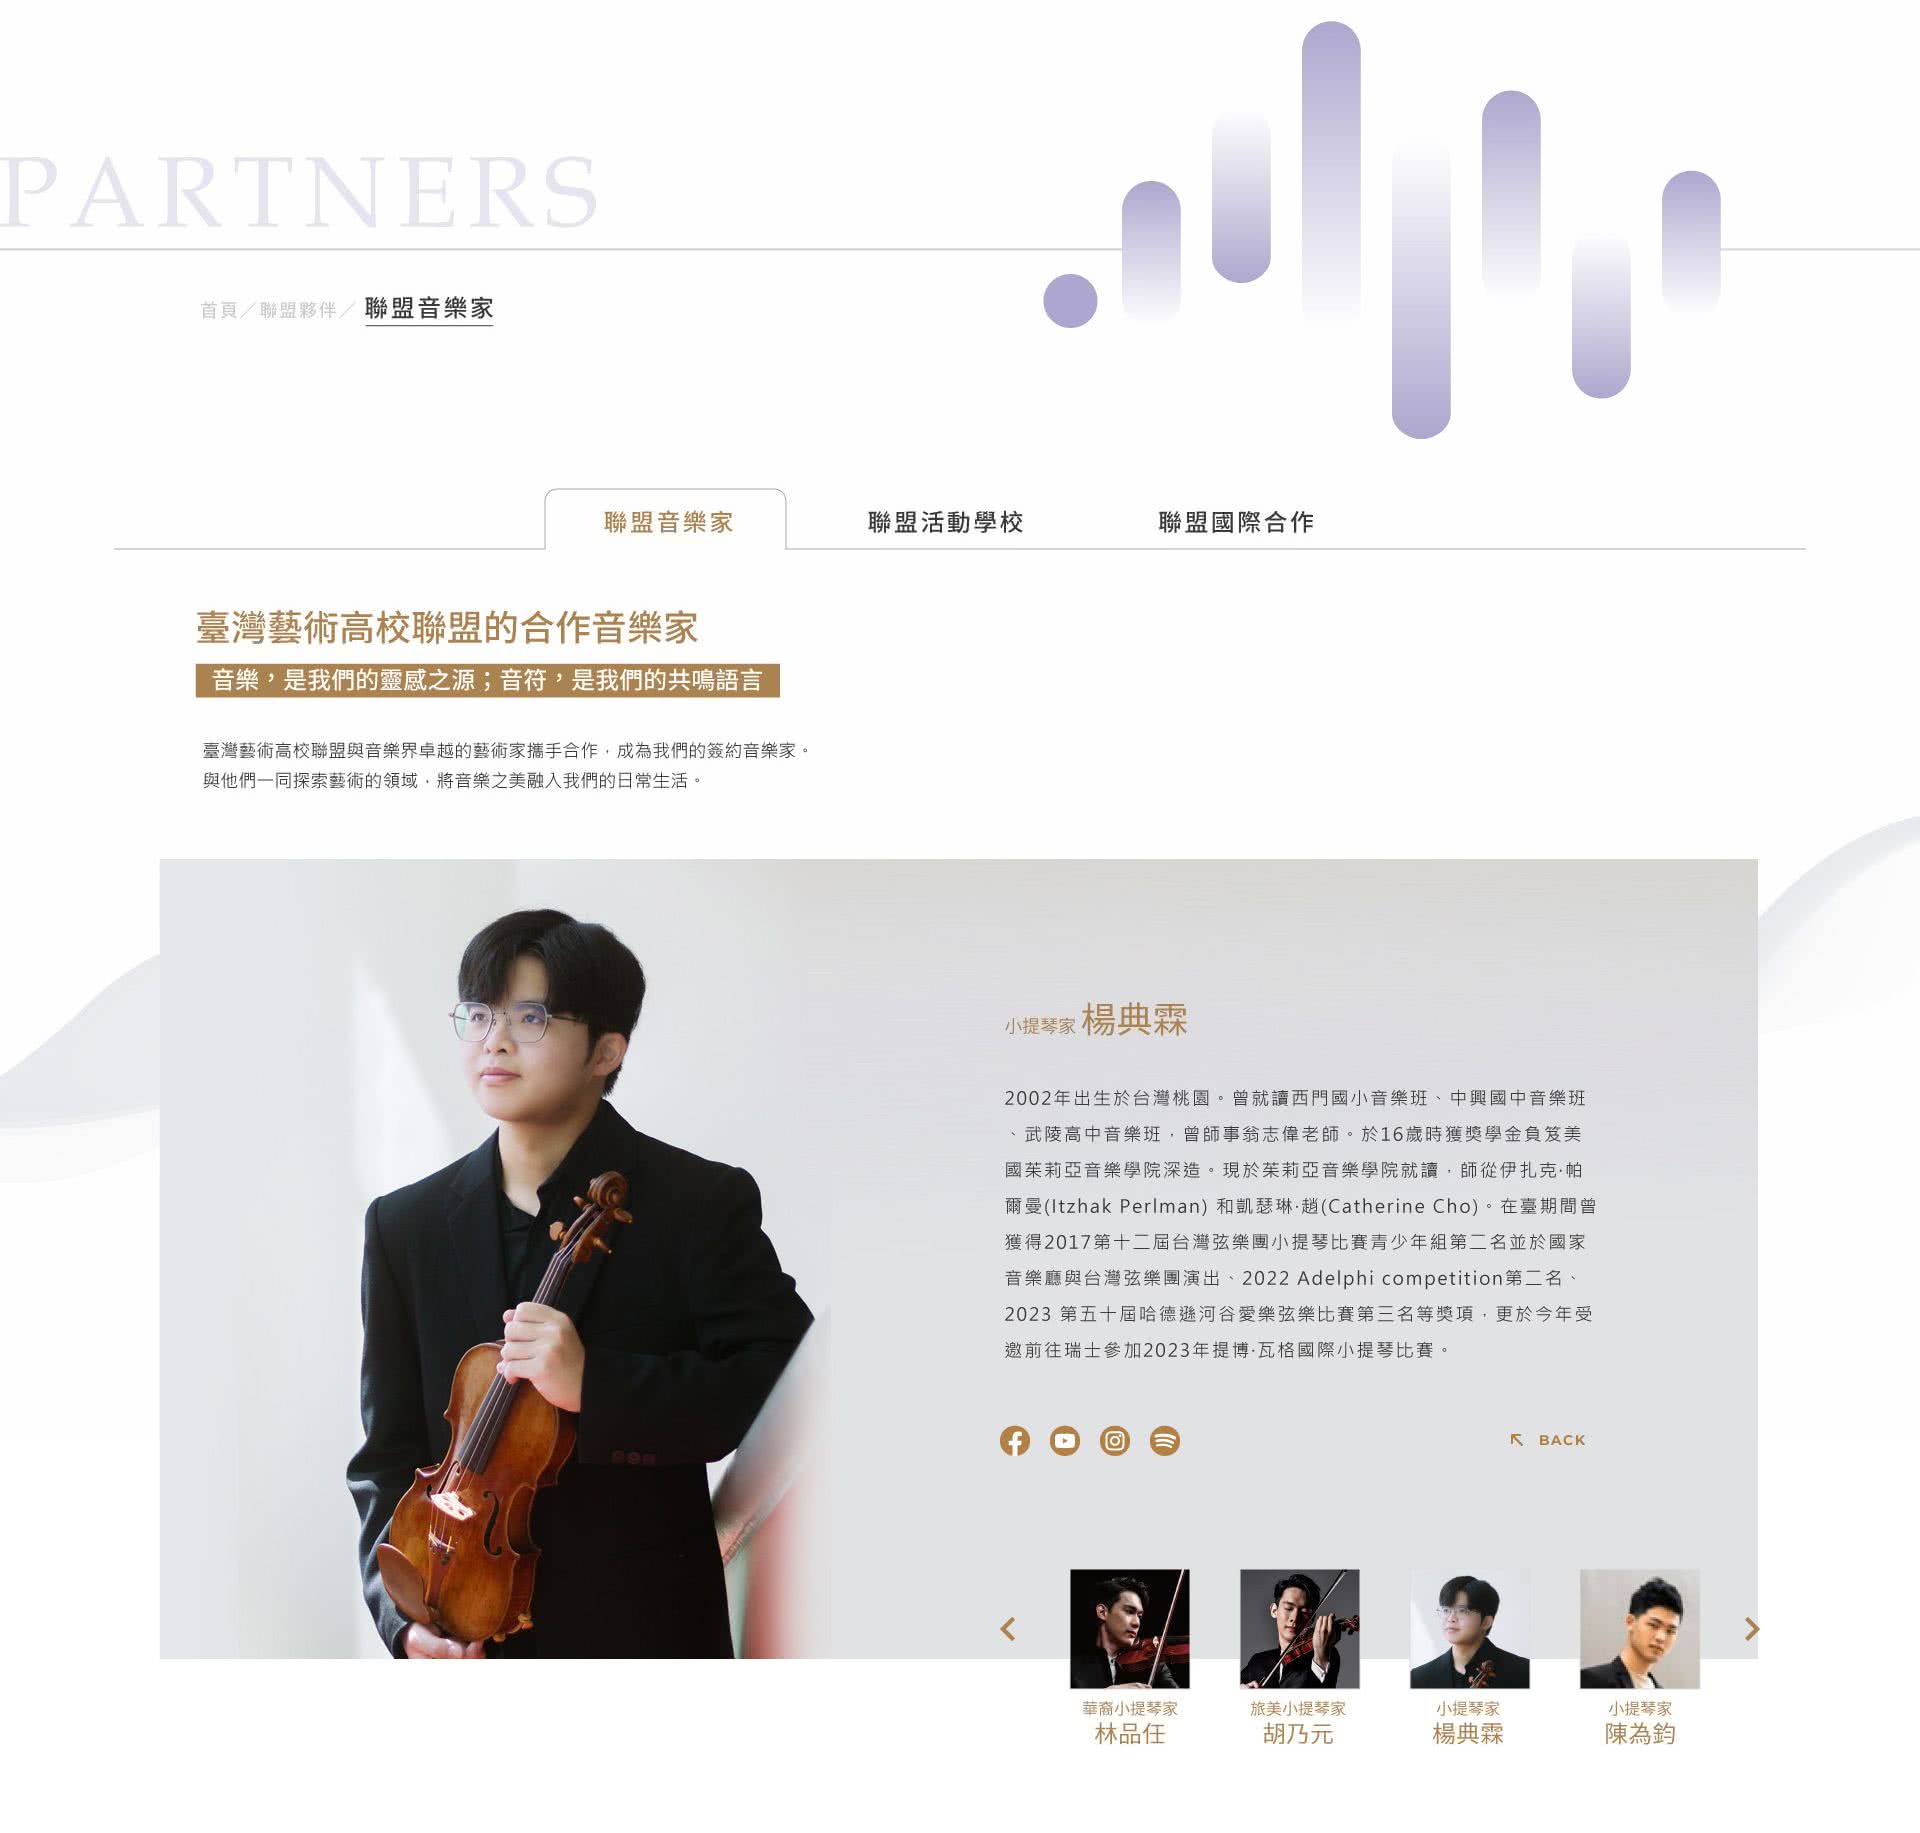 PARTNERS
首頁／聯盟夥伴／聯盟音樂家
聯盟音樂家 聯盟活動學校 聯盟國際合作
臺灣藝術高校聯盟的合作音樂家
音樂，是我們的靈感之源；音符，是我們的共鳴語言
臺灣藝術高校聯盟與音樂界卓越的藝術家攜手合作，成為我們的簽約音樂家。
與他們一同探索藝術的領域，將音樂之美融入我們的日常生活。
小提琴家 楊典霖
2002年出生於台灣桃園。曾就讀西門國小音樂班、中興國中音樂班
、武陵高中音樂班，曾師事翁志偉老師。於16歲時獲獎學金負笈美
國茱莉亞音樂學院深造。現於茱莉亞音樂學院就讀，師從伊扎克·帕
爾曼(Itzhak Perlman) 和凱瑟琳·趙(Catherine Cho)。在臺期間曾
獲得2017第十二屆台灣弦樂團小提琴比賽青少年組第二名並於國家
音樂廳與台灣弦樂團演出、2022 Adelphi competition第二名、
2023 第五十屆哈德遜河谷愛樂弦樂比賽第三名等獎項，更於今年受
邀前往瑞士參加2023年提博·瓦格國際小提琴比賽。
BACK
華裔小提琴家
林品任
旅美小提琴家
胡乃元
小提琴家
楊典霖
小提琴家
陳為鈞